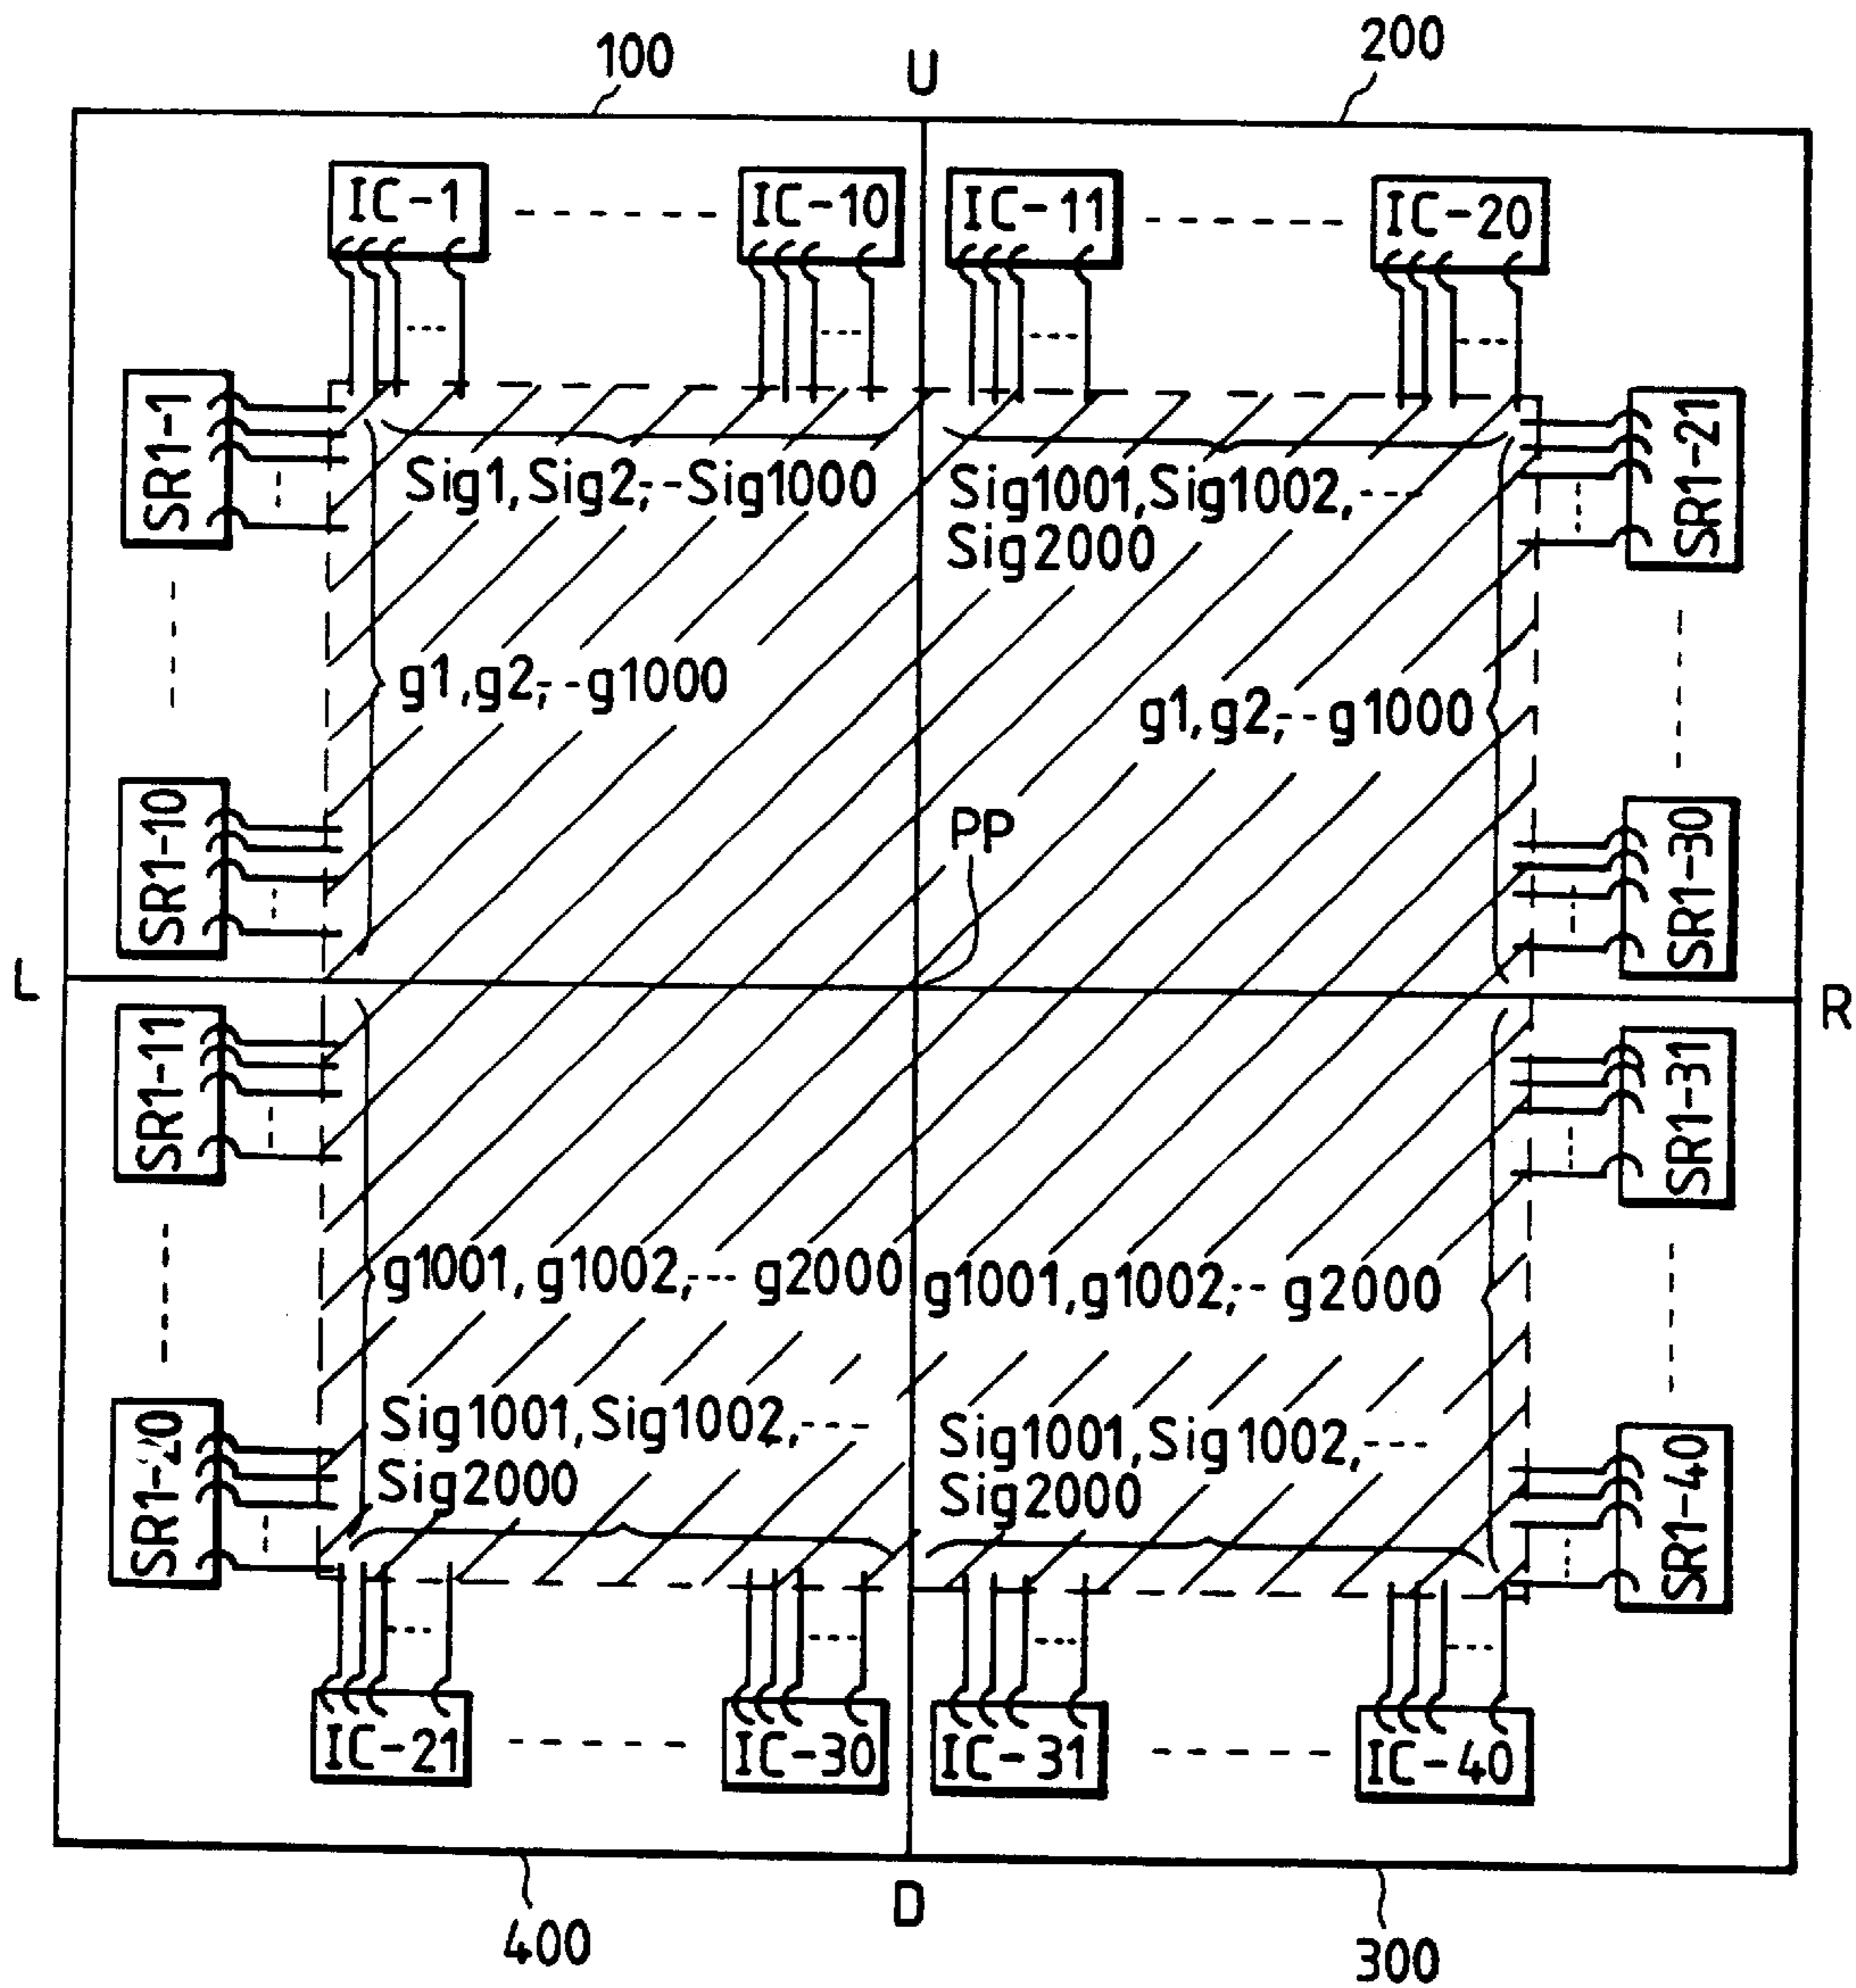 100
U
200
IC-1
IC-10
IC-11
IC-20
SR1-1
SR1-21
Sig1, Sig2,--Sig1000
Sig1001, Sig1002,---
Sig2000
g1, g2,--g1000
g1, g2,--g1000
PP
SR1-10
SR1-30
L
R
SR1-11
SR1-31
g1001, g1002,--- g2000
g1001, g1002,-- g2000
Sig1001, Sig1002,---
Sig2000
Sig1001, Sig1002,---
Sig2000
SR1-20
SR1-40
IC-21
IC-30
IC-31
IC-40
400
D
300